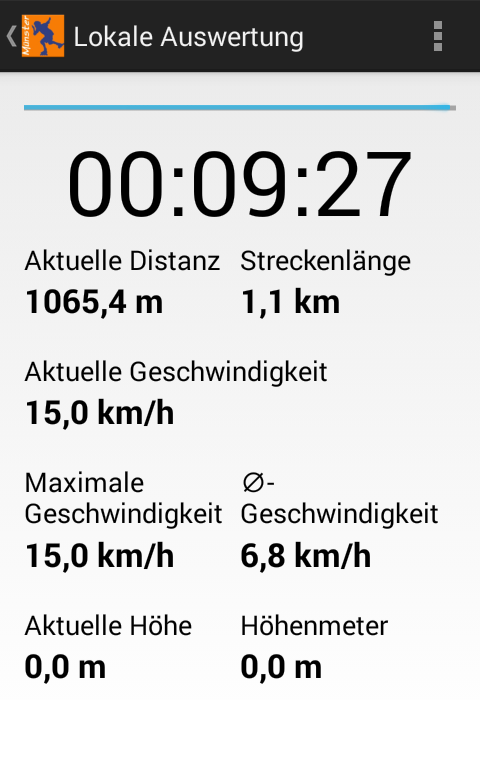 Münster
Lokale Auswertung
00:09:27
Aktuelle Distanz
Streckenlänge
1065,4 m
1,1 km
Aktuelle Geschwindigkeit
15,0 km/h
Maximale
Geschwindigkeit
Ø-
Geschwindigkeit
15,0 km/h
6,8 km/h
Aktuelle Höhe
Höhenmeter
0,0 m
0,0 m